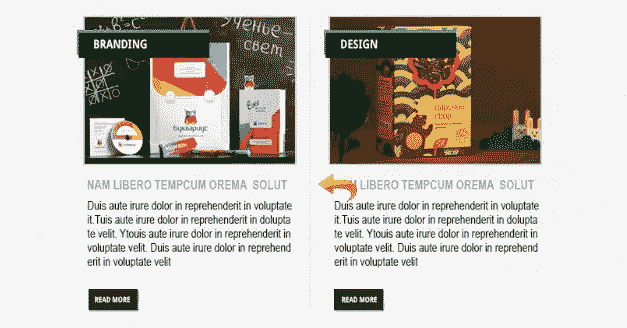 BRANDING
учение-
свет
Буквариус
NAM LIBERO TEMPCUM OREMA SOLUT
Duis aute irure dolor in reprehenderit in voluptate
it.Tuis aute irure dolor in reprehenderit in dolupta
te velit. Ytouis aute irure dolor in reprehenderit in
voluptate velit. Duis aute irure dolor in reprehend
erit in voluptate velit
READ MORE
DESIGN
LIBERO TEMPCUM OREMA SOLUT
Duis aute irure dolor in reprehenderit in voluptate
it.Tuis aute irure dolor in reprehenderit in dolupta
te velit. Ytouis aute irure dolor in reprehenderit in
voluptate velit. Duis aute irure dolor in reprehend
erit in voluptate velit
READ MORE